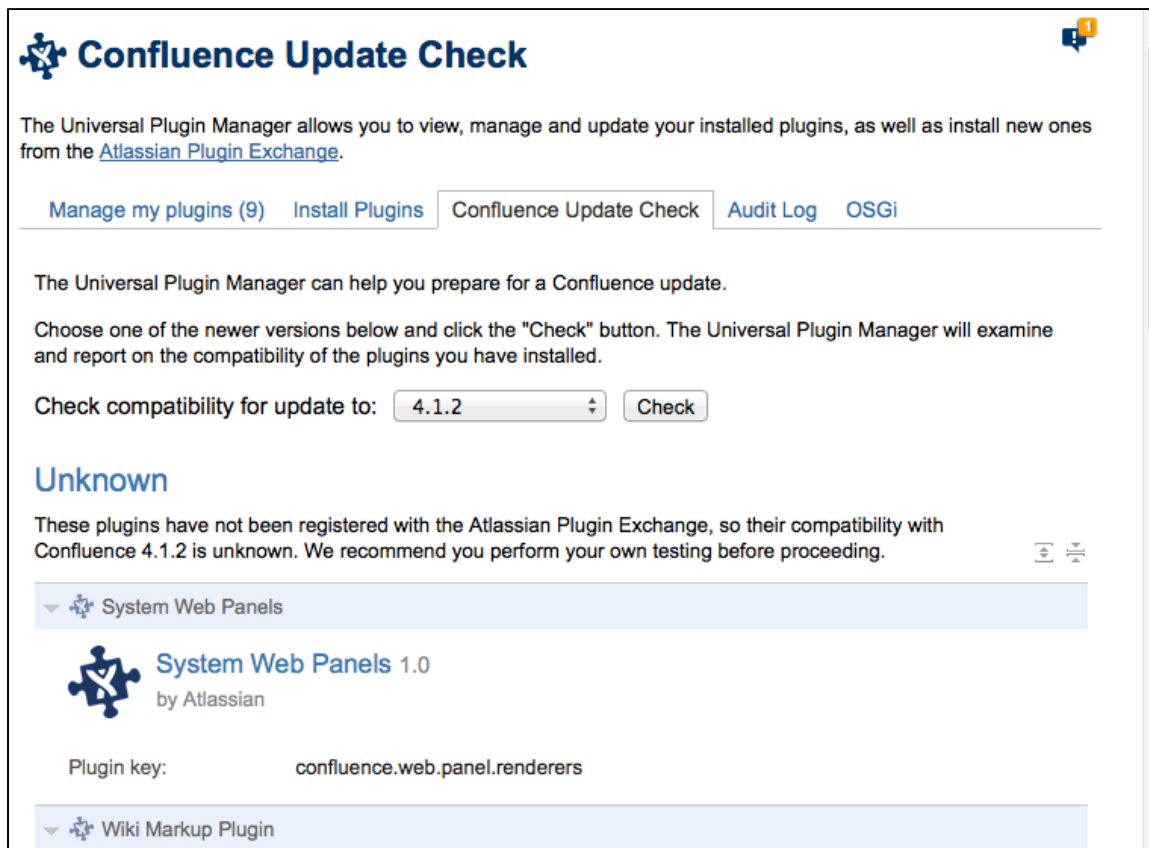 1
Confluence Update Check
The Universal Plugin Manager allows you to view, manage and update your installed plugins, as well as install new ones
from the Atlassian Plugin Exchange.
Manage my plugins (9) Install Plugins Confluence Update Check Audit Log OSGi
The Universal Plugin Manager can help you prepare for a Confluence update.
Choose one of the newer versions below and click the "Check" button. The Universal Plugin Manager will examine
and report on the compatibility of the plugins you have installed.
Check compatibility for update to: 4.1.2 Check
Unknown
These plugins have not been registered with the Atlassian Plugin Exchange, so their compatibility with
Confluence 4.1.2 is unknown. We recommend you perform your own testing before proceeding.
System Web Panels
System Web Panels 1.0
by Atlassian
Plugin key: confluence.web.panel.renderers
Wiki Markup Plugin